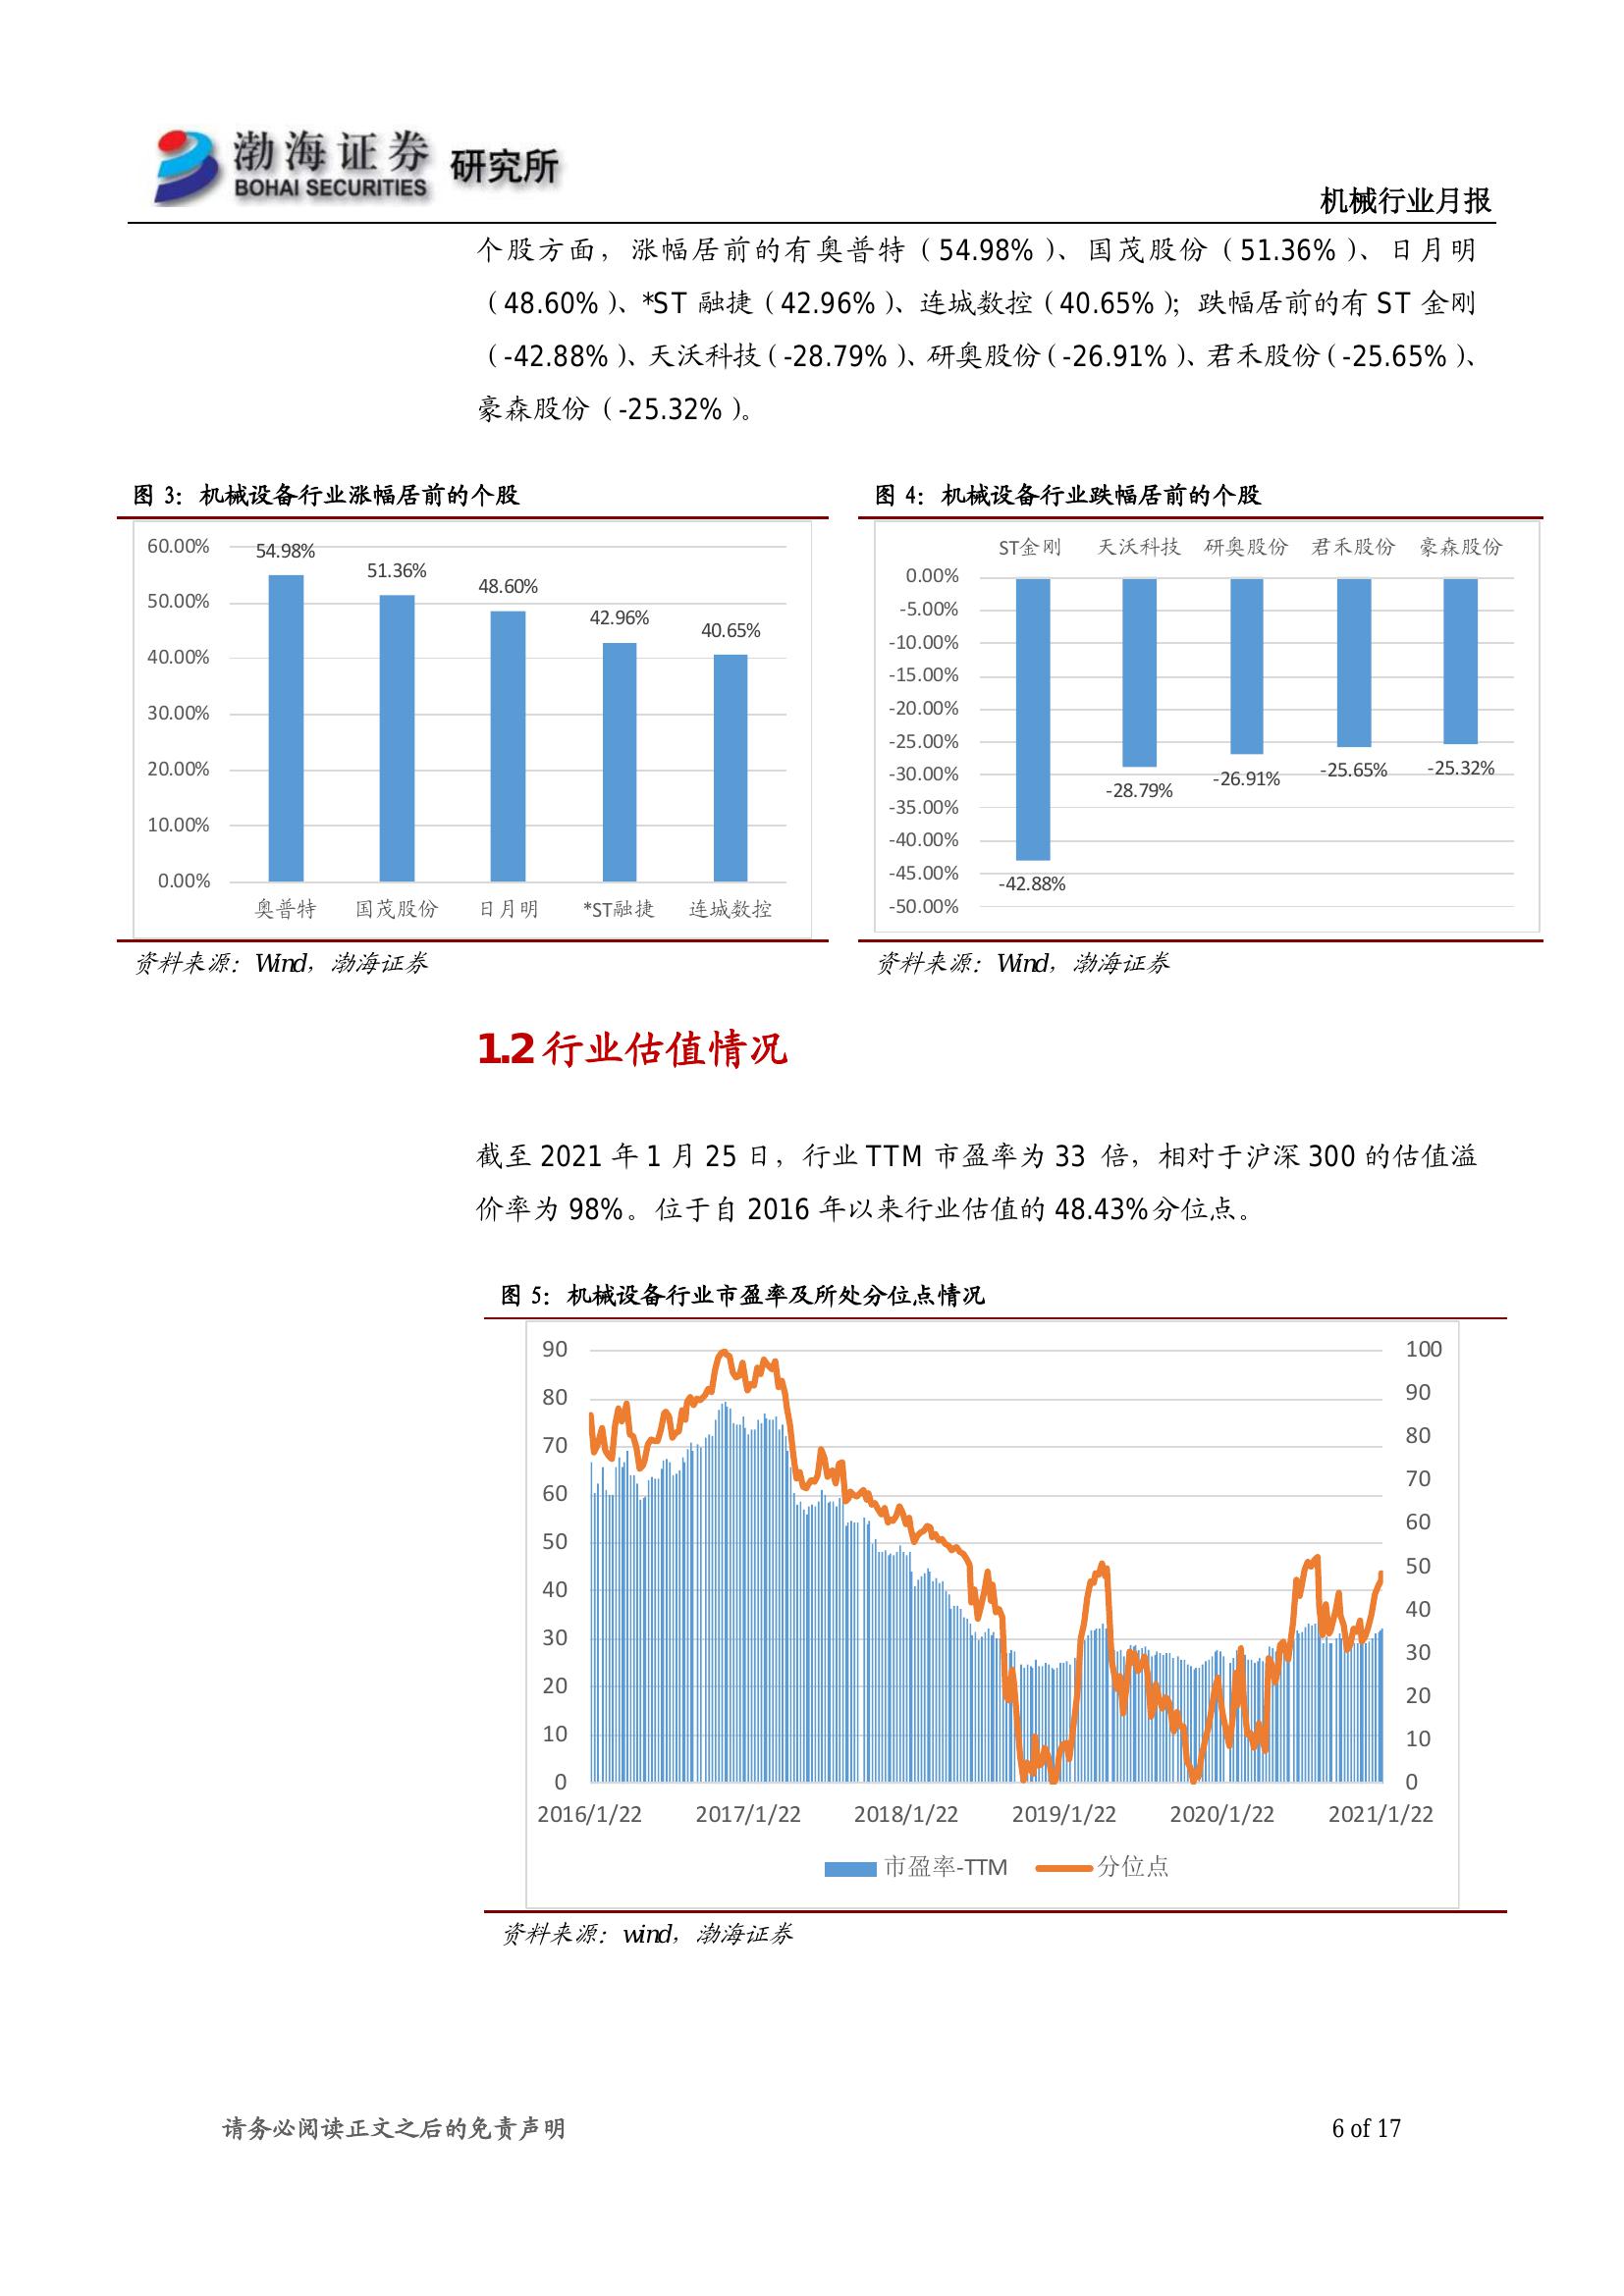 渤海证券 研究所
BOHAI SECURITIES
机械行业月报
个股方面，涨幅居前的有奥普特（54.98%）、国茂股份（51.36%）、日月明
（48.60%）、*ST 融捷（42.96%）、连城数控（40.65%）；跌幅居前的有 ST 金刚
（-42.88%）、天沃科技（-28.79%）、研奥股份（-26.91%）、君禾股份（-25.65%）、
豪森股份（-25.32%）。
图 3：机械设备行业涨幅居前的个股
60.00%
50.00%
40.00%
30.00%
20.00%
10.00%
0.00%
54.98%
51.36%
48.60%
42.96%
40.65%
奥普特 国茂股份 日月明 *ST融捷 连城数控
资料来源：Wind，渤海证券
图 4：机械设备行业跌幅居前的个股
ST金刚 天沃科技 研奥股份 君禾股份 豪森股份
0.00%
-5.00%
-10.00%
-15.00%
-20.00%
-25.00%
-30.00%
-35.00%
-40.00%
-45.00%
-50.00%
-42.88%
-28.79%
-26.91%
-25.65%
-25.32%
资料来源：Wind，渤海证券
1.2 行业估值情况
截至 2021 年 1 月 25 日，行业 TTM 市盈率为 33 倍，相对于沪深 300 的估值溢
价率为 98%。位于自 2016 年以来行业估值的 48.43%分位点。
图 5：机械设备行业市盈率及所处分位点情况
90
80
70
60
50
40
30
20
10
0
100
90
80
70
60
50
40
30
20
10
0
2016/1/22 2017/1/22 2018/1/22 2019/1/22 2020/1/22 2021/1/22
市盈率-TTM 分位点
资料来源：wind，渤海证券
请务必阅读正文之后的免责声明
6 of 17